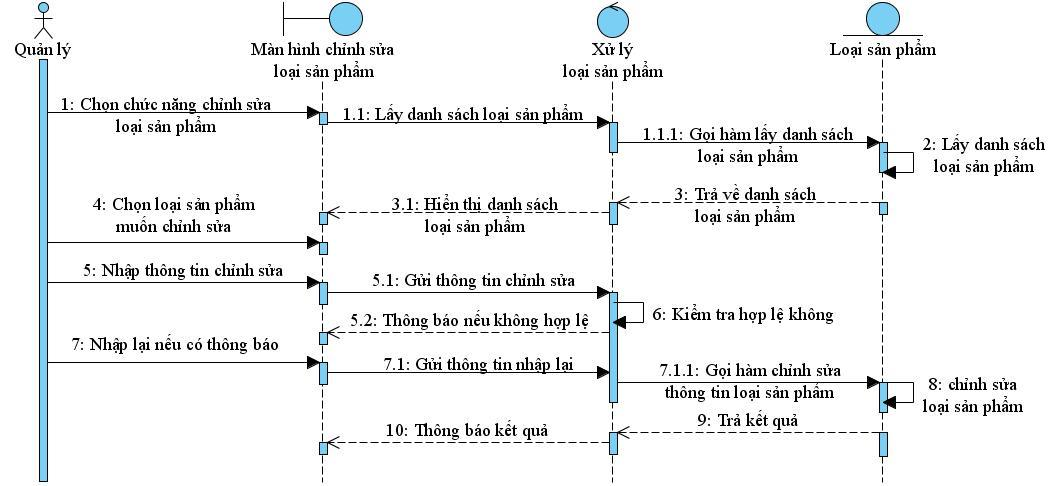 Quản lý
Màn hình chỉnh sửa
loại sản phẩm
Xử lý
loại sản phẩm
Loại sản phẩm
1: Chọn chức năng chỉnh sửa
loại sản phẩm
1.1: Lấy danh sách loại sản phẩm
1.1.1: Gọi hàm lấy danh sách
loại sản phẩm
2: Lấy danh sách
loại sản phẩm
3: Trả về danh sách
loại sản phẩm
3.1: Hiển thị danh sách
loại sản phẩm
4: Chọn loại sản phẩm
muốn chỉnh sửa
5: Nhập thông tin chỉnh sửa
5.1: Gửi thông tin chỉnh sửa
6: Kiểm tra hợp lệ không
5.2: Thông báo nếu không hợp lệ
7: Nhập lại nếu có thông báo
7.1: Gửi thông tin nhập lại
7.1.1: Gọi hàm chỉnh sửa
thông tin loại sản phẩm
8: chỉnh sửa
loại sản phẩm
9: Trả kết quả
10: Thông báo kết quả